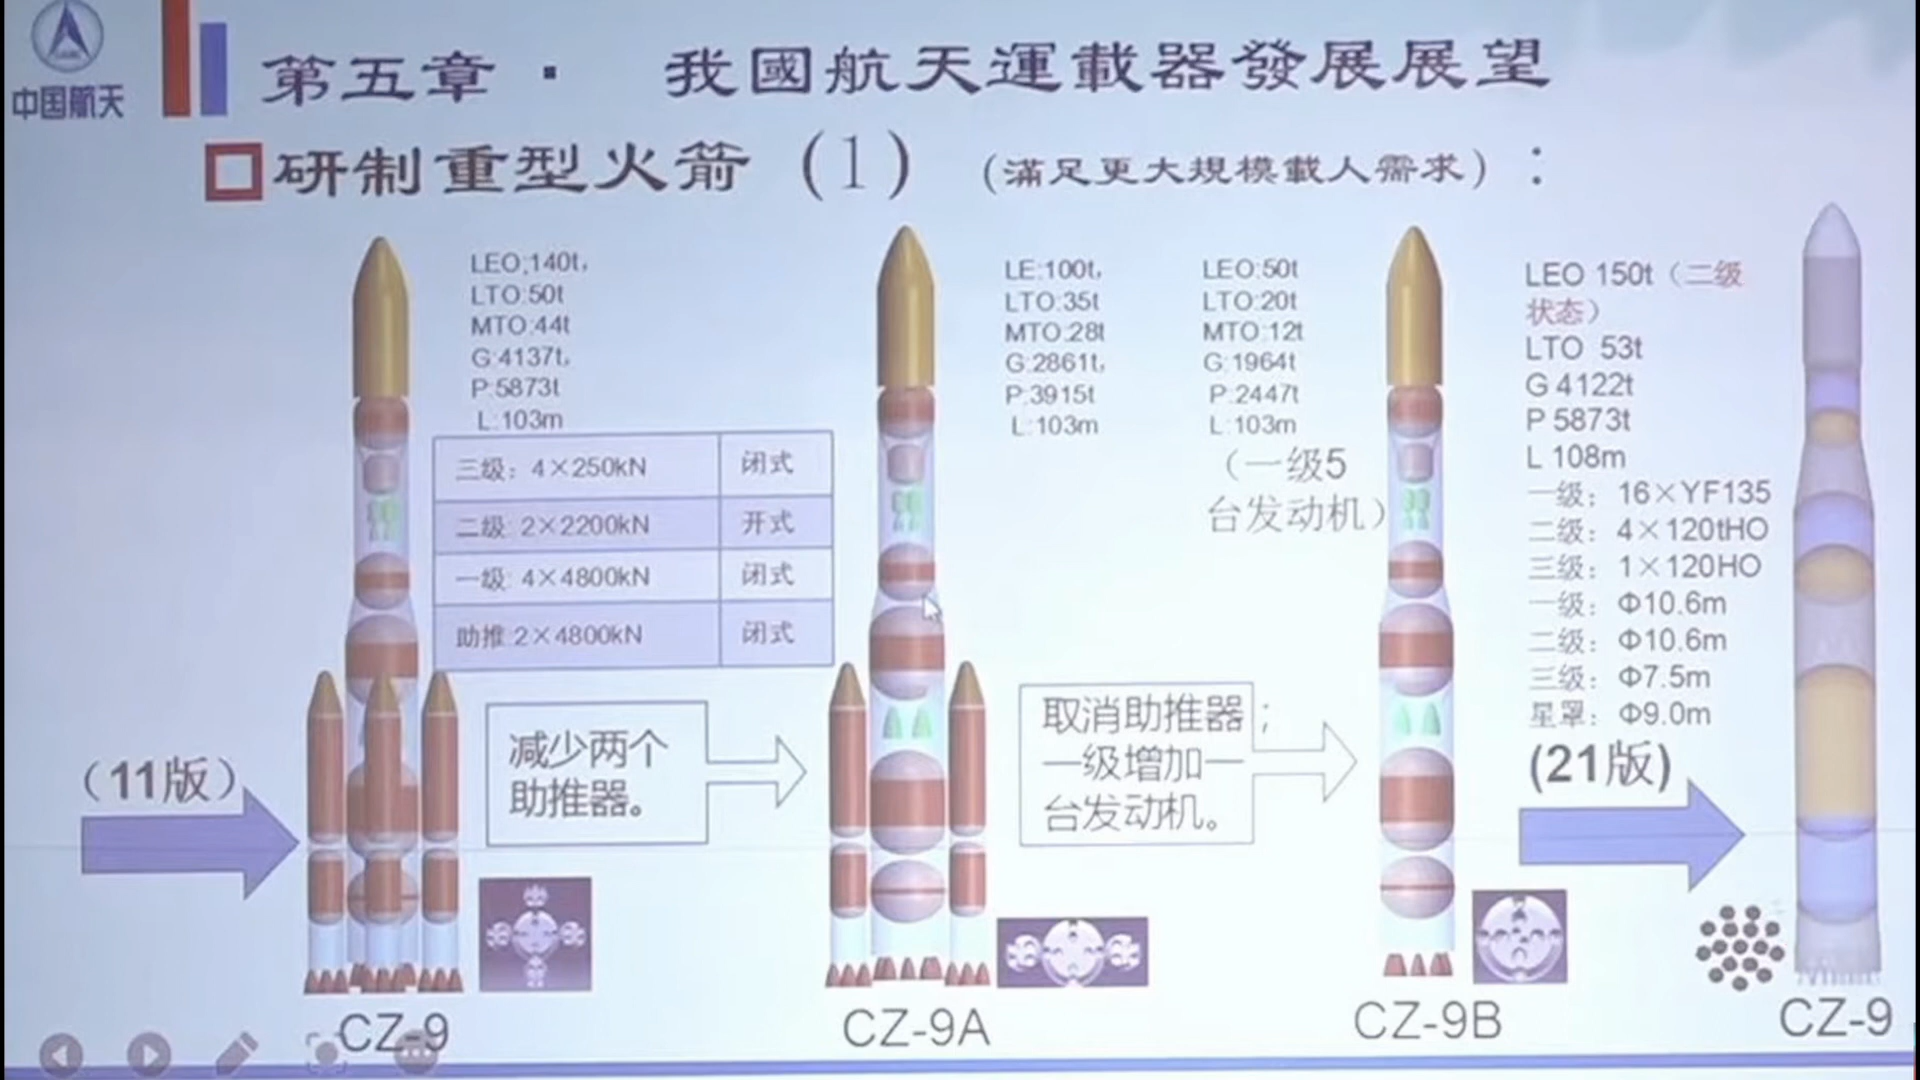 中国航天
第五章· 我國航天運載器發展展望
研制重型火箭(1) (滿足更大規模載人需求):
LEO;140t,
LTO:50t
MTO:44t
G:4137t,
P:5873t
L:103m
三级: 4×250kN 闭式
二级: 2×2200kN 开式
一级: 4×4800kN 闭式
助推:2×4800kN 闭式
(11版)
减少两个
助推器。
CZ-9
LE:100t,
LTO:35t
MTO:28t
G:2861t,
P:3915t
L:103m
取消助推器;
一级增加一
台发动机。
CZ-9A
LEO:50t
LTO:20t
MTO:12t
G:1964t
P:2447t
L:103m
(一级5
台发动机)
CZ-9B
LEO 150t(二级
状态)
LTO 53t
G 4122t
P 5873t
L 108m
一级: 16×YF135
二级: 4×120tHO
三级: 1×120HO
一级: Φ10.6m
二级: Φ10.6m
三级: Φ7.5m
星罩: Φ9.0m
(21版)
CZ-9